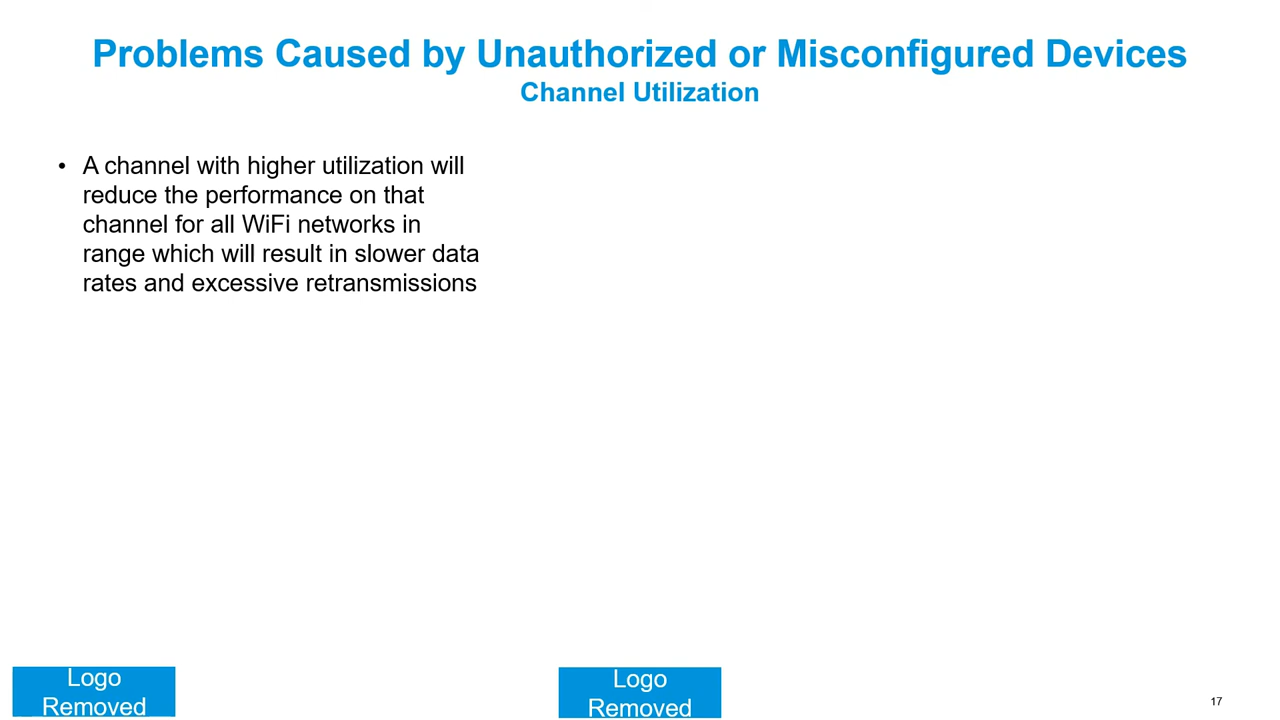 Problems Caused by Unauthorized or Misconfigured Devices
Channel Utilization
• A channel with higher utilization will
reduce the performance on that
channel for all WiFi networks in
range which will result in slower data
rates and excessive retransmissions
Logo
Removed
Logo
Removed
17